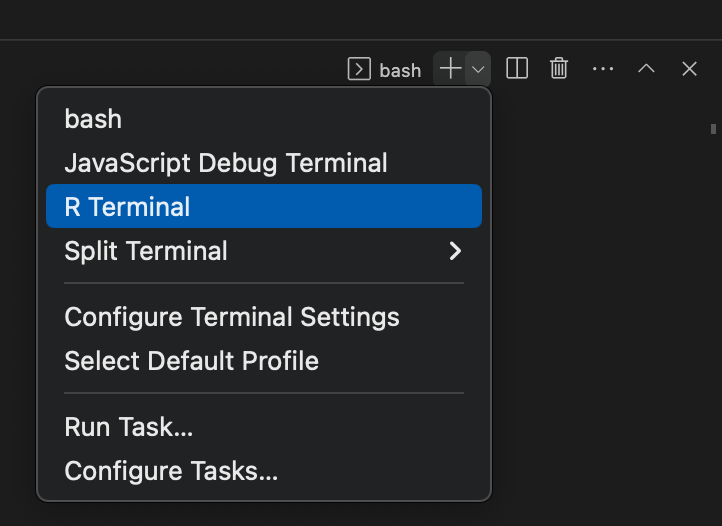 bash
bash
JavaScript Debug Terminal
R Terminal
Split Terminal
Configure Terminal Settings
Select Default Profile
Run Task...
Configure Tasks...